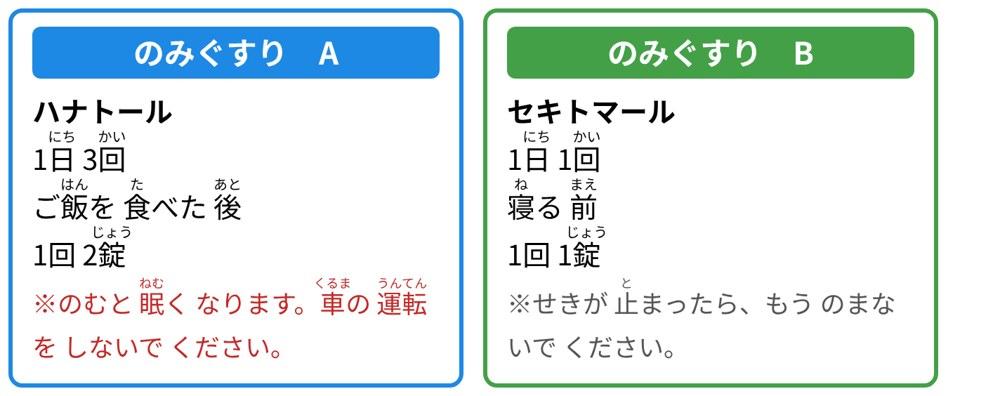 のみぐすり　A
ハナトール
1日 3回
ご飯を 食べた 後
1回 2錠
※のむと 眠く なります。車の 運転
を しないで ください。
のみぐすり　B
セキトマール
1日 1回
寝る 前
1回 1錠
※せきが 止まったら、もう のまな
いで ください。